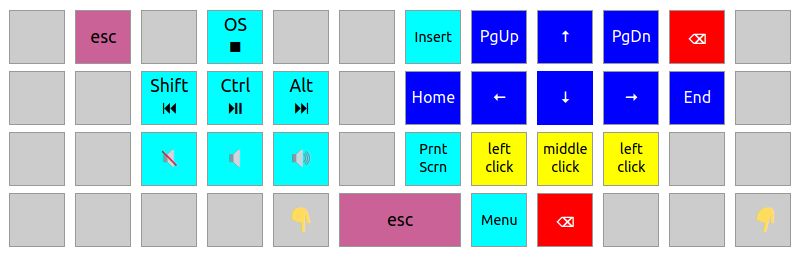 esc
OS
⏹
Insert
PgUp
↑
PgDn
⌫
Shift
⏮
Ctrl
⏯
Alt
⏭
Home
←
↓
→
End
Prnt
Scrn
left
click
middle
click
left
click
esc
Menu
⌫